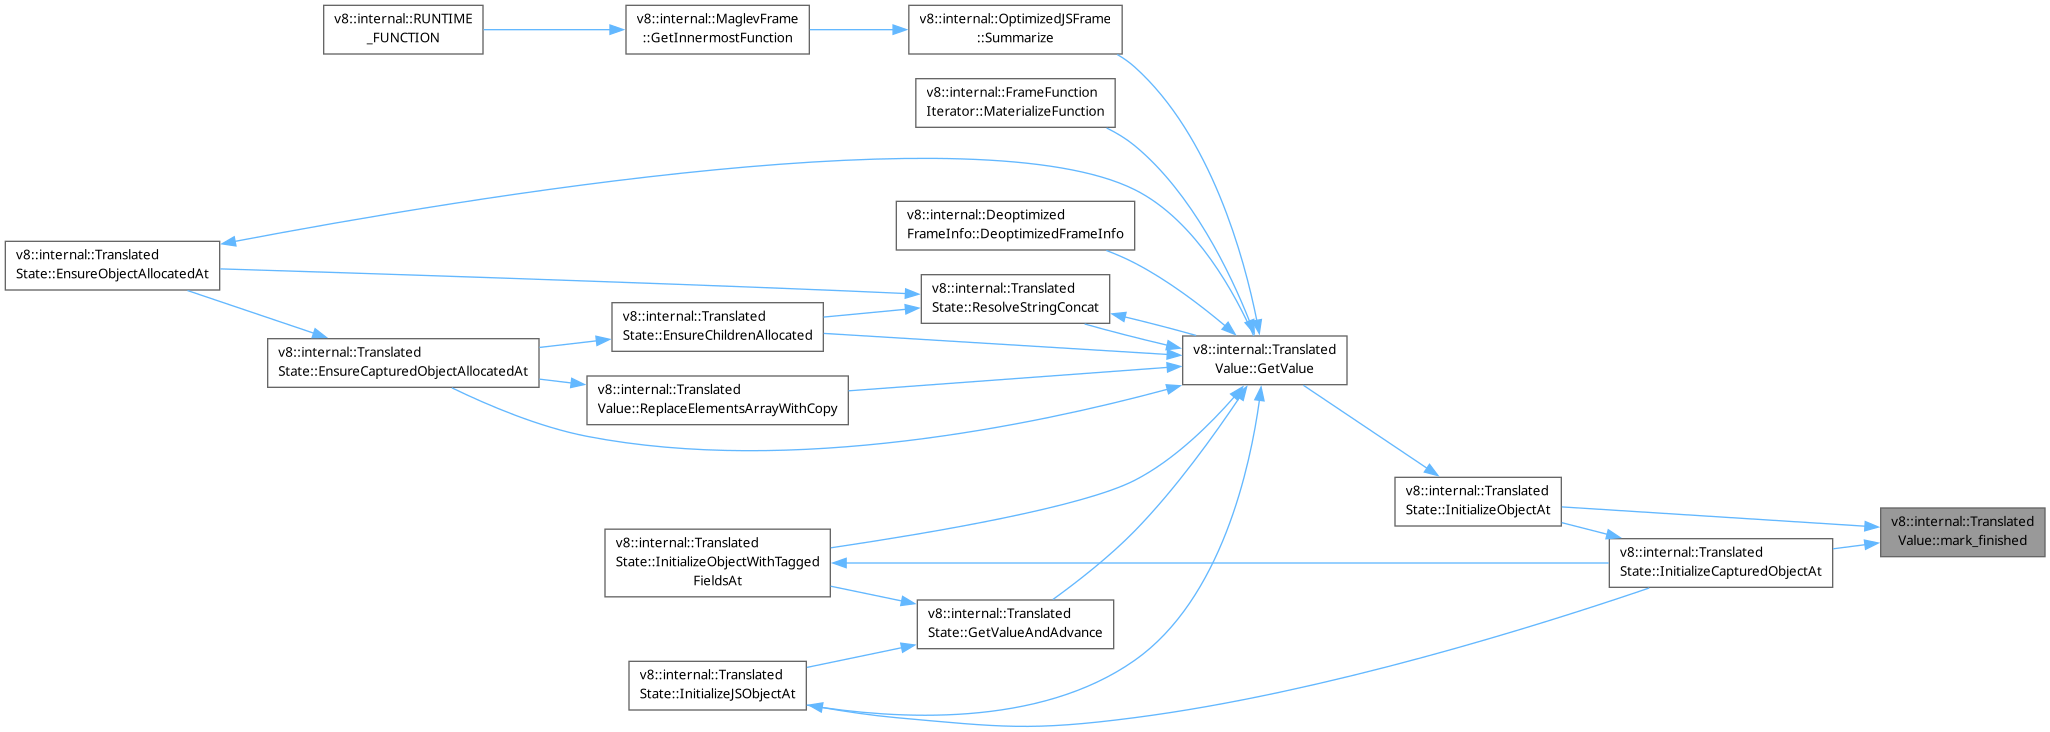 v8::internal::RUNTIME
_FUNCTION
v8::internal::MaglevFrame
::GetInnermostFunction
v8::internal::OptimizedJSFrame
::Summarize
v8::internal::FrameFunction
Iterator::MaterializeFunction
v8::internal::Deoptimized
FrameInfo::DeoptimizedFrameInfo
v8::internal::Translated
State::EnsureObjectAllocatedAt
v8::internal::Translated
State::ResolveStringConcat
v8::internal::Translated
State::EnsureChildrenAllocated
v8::internal::Translated
State::EnsureCapturedObjectAllocatedAt
v8::internal::Translated
Value::GetValue
v8::internal::Translated
Value::ReplaceElementsArrayWithCopy
v8::internal::Translated
State::InitializeObjectAt
v8::internal::Translated
Value::mark_finished
v8::internal::Translated
State::InitializeObjectWithTagged
FieldsAt
v8::internal::Translated
State::InitializeCapturedObjectAt
v8::internal::Translated
State::GetValueAndAdvance
v8::internal::Translated
State::InitializeJSObjectAt